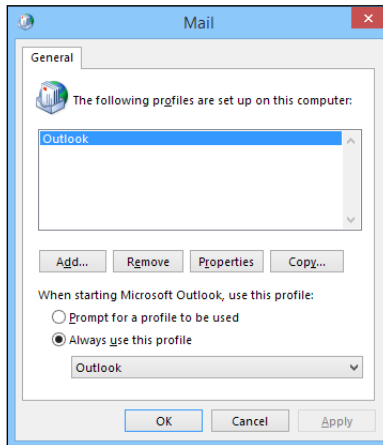 Mail
General
The following profiles are set up on this computer:
Outlook
Add... Remove Properties Copy...
When starting Microsoft Outlook, use this profile:
Prompt for a profile to be used
Always use this profile
Outlook
OK Cancel Apply